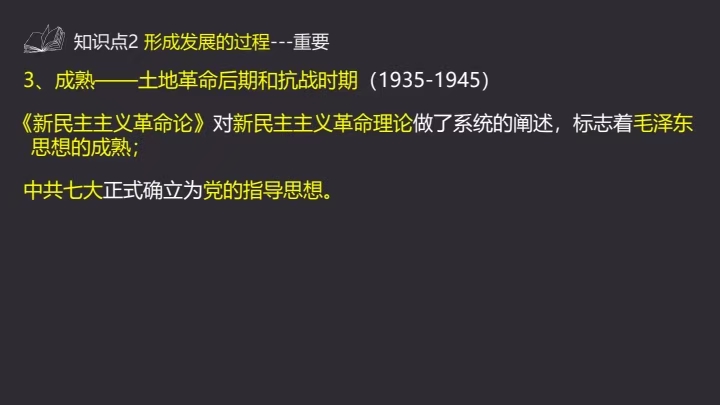 知识点2 形成发展的过程---重要
3、成熟——土地革命后期和抗战时期（1935-1945）
《新民主主义革命论》对新民主主义革命理论做了系统的阐述，标志着毛泽东
思想的成熟；
中共七大正式确立为党的指导思想。